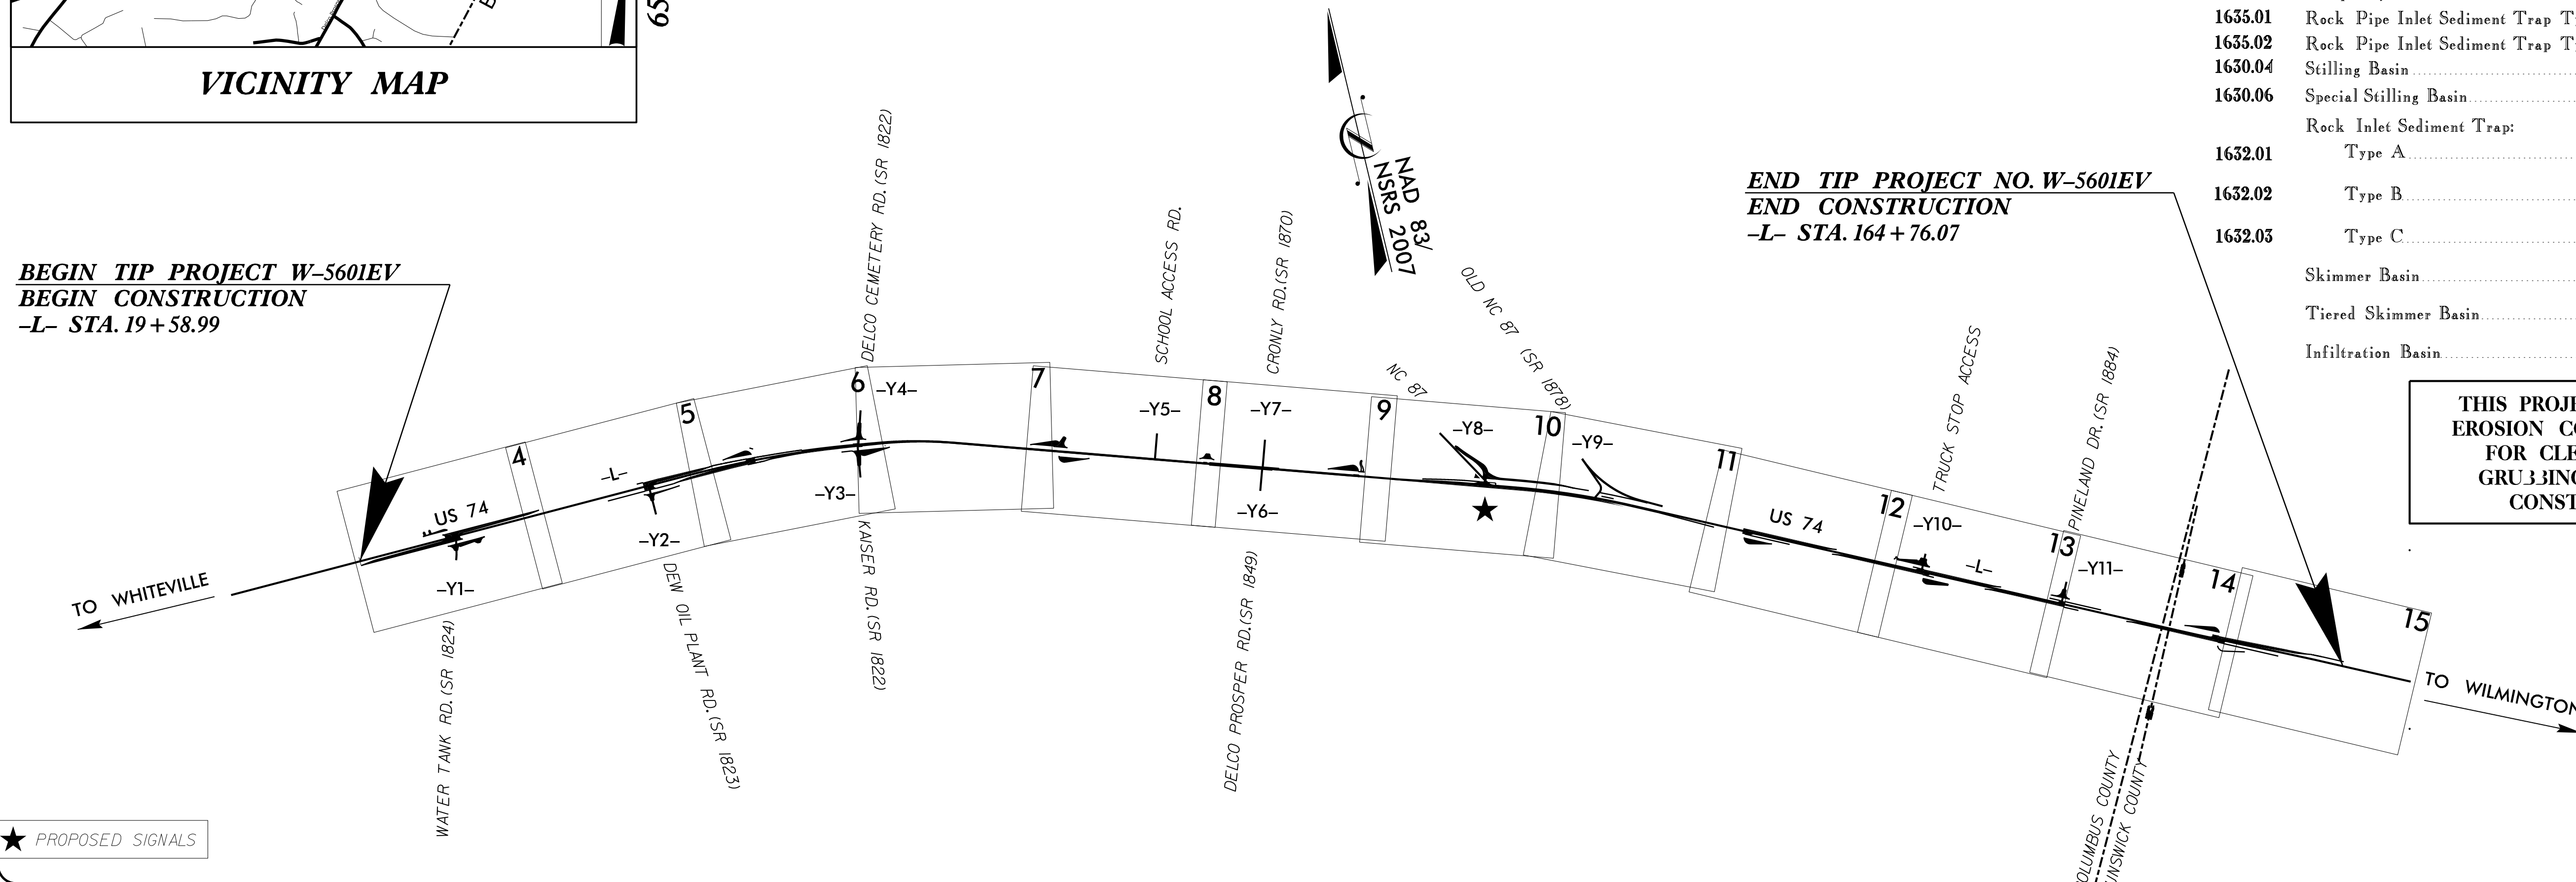 VICINITY MAP
BEGIN TIP PROJECT W-5601EV
BEGIN CONSTRUCTION
-L- STA. 19+58.99
TO WHITEVILLE
US 74
-Y1-
WATER TANK RD. (SR 1824)
4
-L-
-Y2-
DEW OIL PLANT RD. (SR 1823)
5
6
-Y4-
DELCO CEMETERY RD. (SR 1822)
-Y3-
KAISER RD. (SR 1822)
7
SCHOOL ACCESS RD.
-Y5-
8
CRONLY RD. (SR 1870)
-Y7-
-Y6-
DELCO PROSPER RD. (SR 1849)
NAD 83/
NSRS 2007
9
NC 87
-Y8-
OLD NC 87 (SR 1878)
10
-Y9-
11
US 74
12
TRUCK STOP ACCESS
-Y10-
-L-
13
PINELAND DR. (SR 1884)
-Y11-
14
15
TO WILMINGTON
COUNTY
COUNTY
END TIP PROJECT NO. W-5601EV
END CONSTRUCTION
-L- STA. 164+76.07
★ PROPOSED SIGNALS
1635.01 Rock Pipe Inlet Sediment Trap
1635.02 Rock Pipe Inlet Sediment Trap
1630.04 Stilling Basin
1630.06 Special Stilling Basin
Rock Inlet Sediment Trap:
1632.01 Type A
1632.02 Type B
1632.03 Type C
Skimmer Basin
Tiered Skimmer Basin
Infiltration Basin
THIS
EROSION
FOR